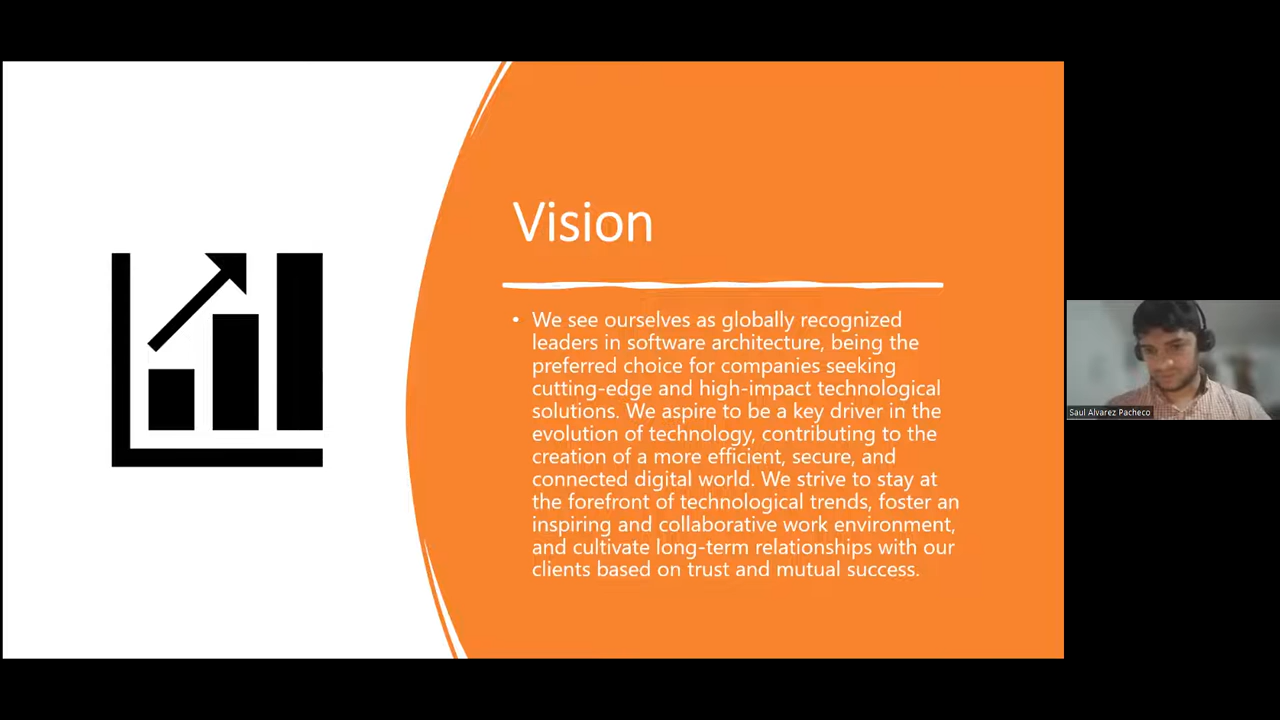 Vision
• We see ourselves as globally recognized
leaders in software architecture, being the
preferred choice for companies seeking
cutting-edge and high-impact technological
solutions. We aspire to be a key driver in the
evolution of technology, contributing to the
creation of a more efficient, secure, and
connected digital world. We strive to stay at
the forefront of technological trends, foster an
inspiring and collaborative work environment,
and cultivate long-term relationships with our
clients based on trust and mutual success.
Saul Alvarez Pacheco